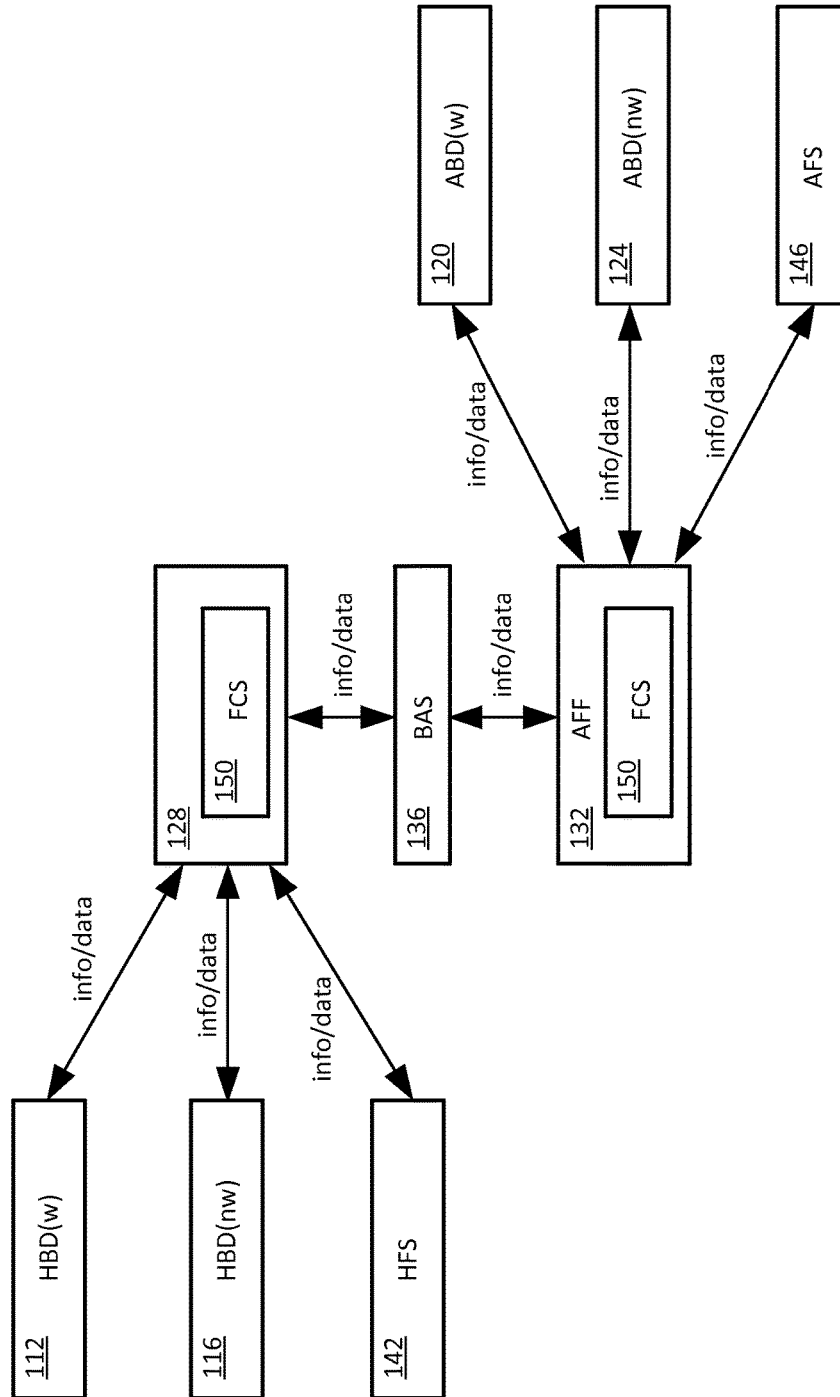 112
HBD(w)
116
HBD(nw)
142
HFS
info/data
info/data
info/data
128
150
FCS
info/data
136
BAS
info/data
132
AFF
150
FCS
info/data
info/data
info/data
120
ABD(w)
124
ABD(nw)
146
AFS